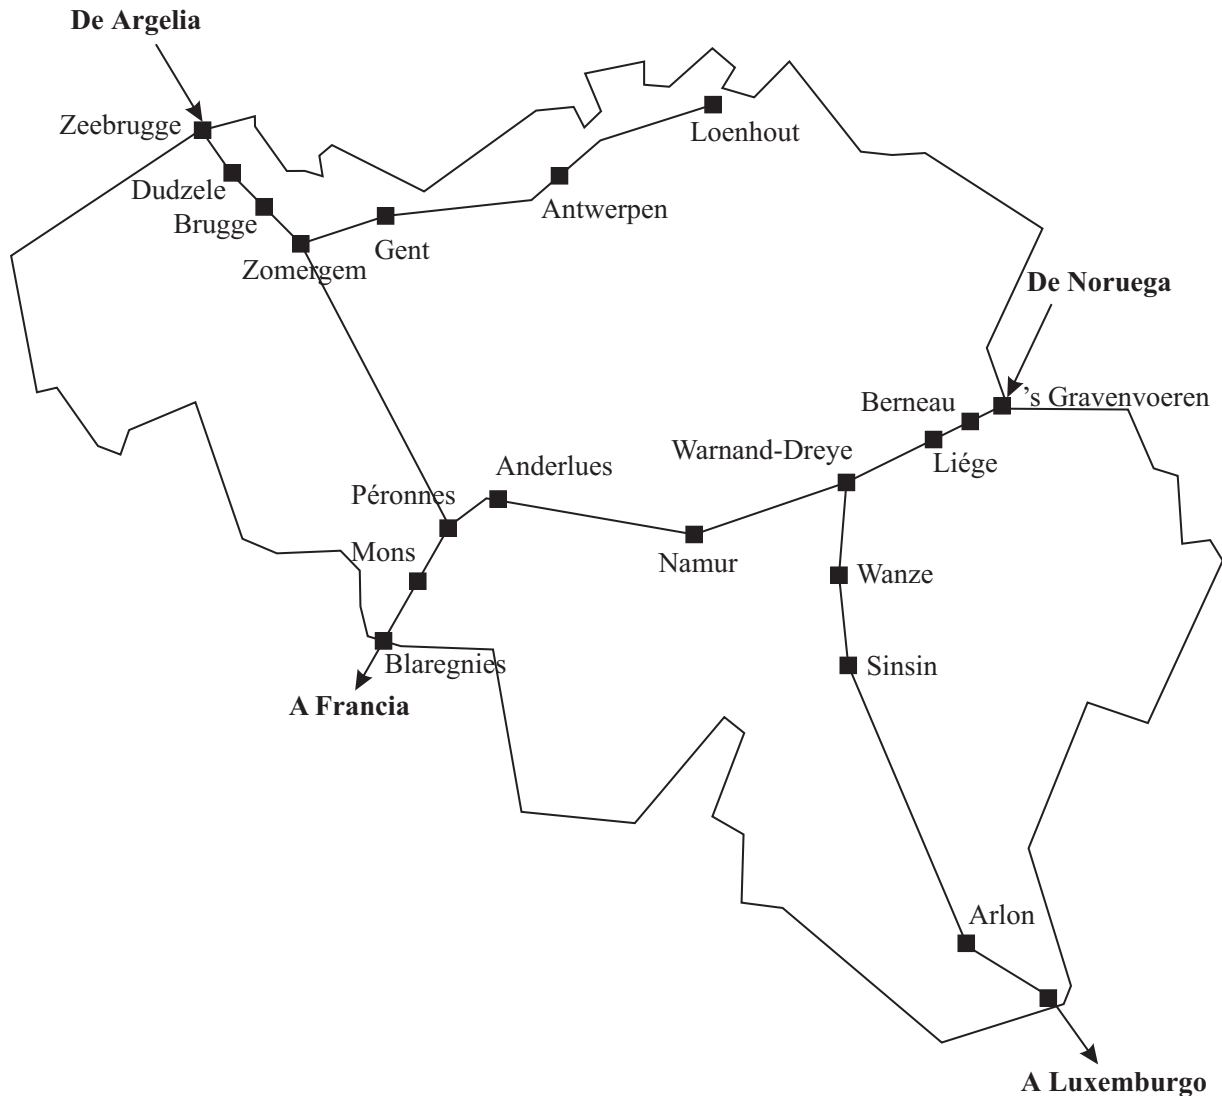 De Argelia
Zeebrugge
Loenhout
Dudzele
Antwerpen
Brugge
Gent
Zomergem
De Noruega
’s Gravenvoeren
Berneau
Warnand-Dreye
Liége
Anderlues
Péronnes
Mons
Namur
Wanze
Blaregnies
Sinsin
A Francia
Arlon
A Luxemburgo